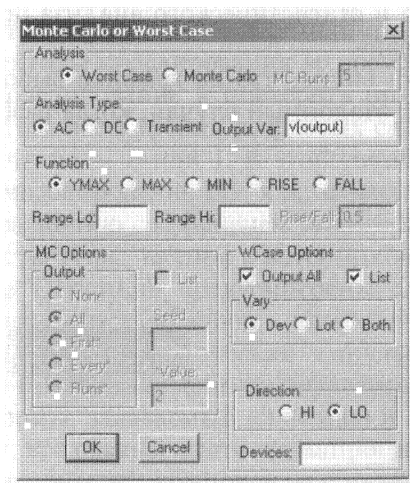 Monte Carlo or Worst Case
Analysis
Worst Case Monte Carlo MC Runs 5
Analysis Type
AC DC Transient Output Var: v(output)
Function
YMAX MAX MIN RISE FALL
Range Lo: Range Hi: Rise/Fall 0.5
MC Options
Output
None
All
First*
Every*
Runs*
List
Seed
*Value:
2
WCase Options
Output All List
Vary
Dev Lot Both
Direction
HI LO
Devices:
OK Cancel